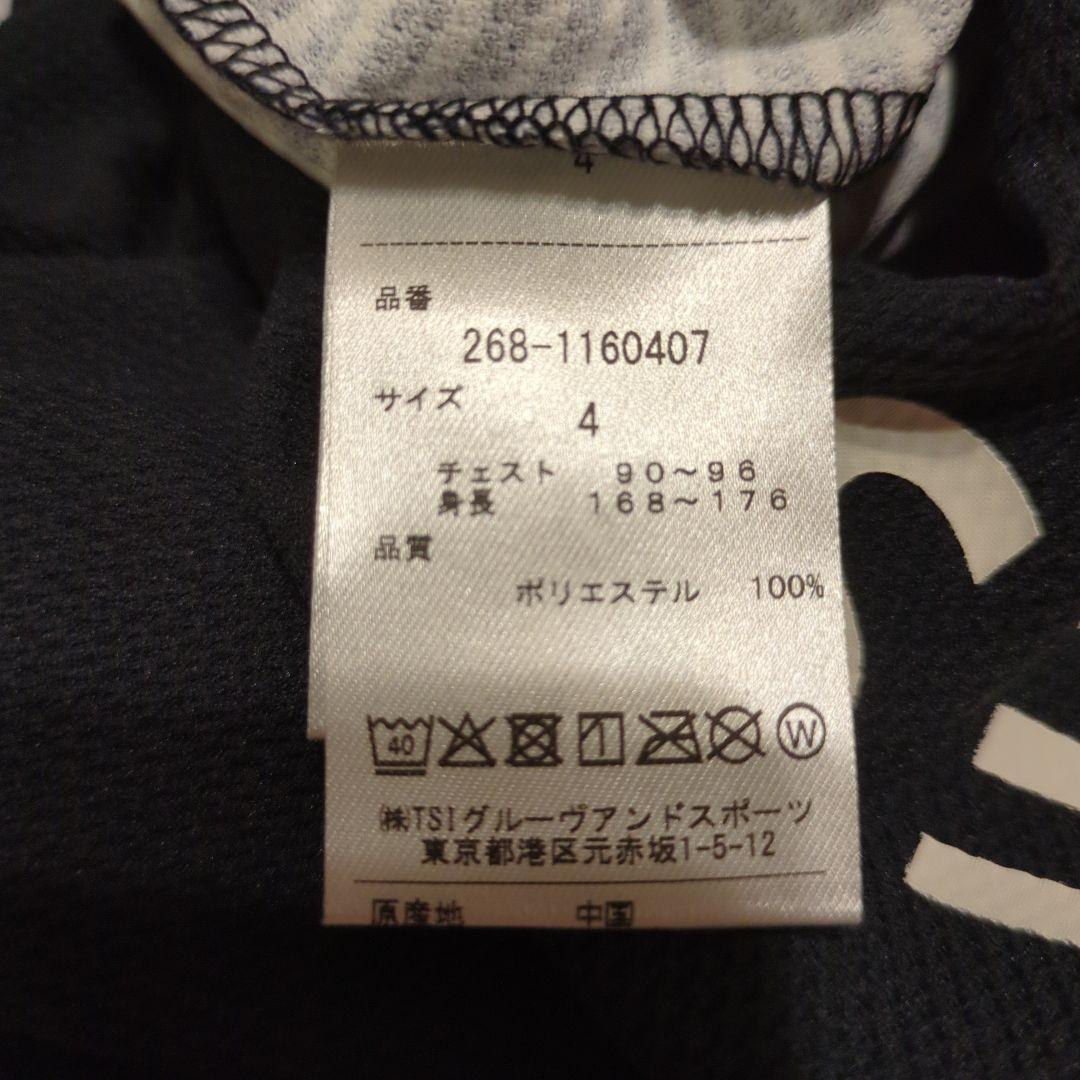 4
品番
268-1160407
サイズ
4
チェスト 90〜96
身長 168〜176
品質
ポリエステル 100%
40
W
㈱TSIグルーヴアンドスポーツ
東京都港区元赤坂1-5-12
原産地 中国